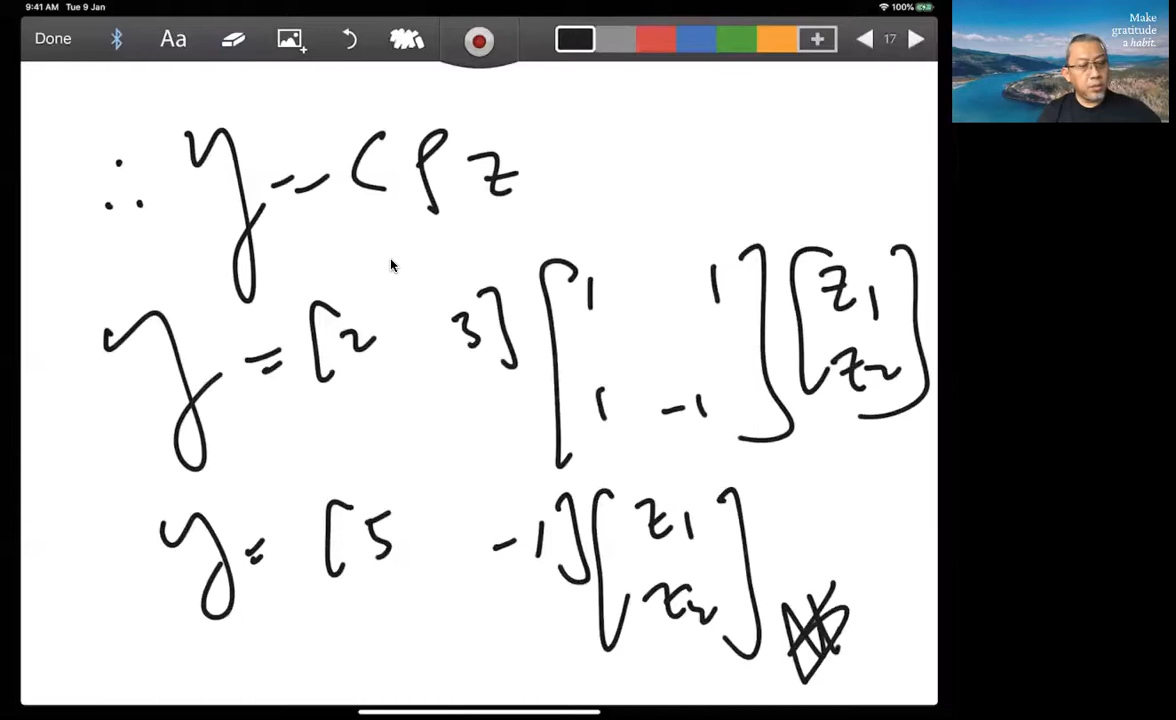 9:41 AM Tue 9 Jan
100%
Done
Aa
17
Make
gratitude
a habit.
∴ y = C P z
y = [2 3] [1 1
1 -1] [z1
z2]
y = [5 -1] [z1
z2]